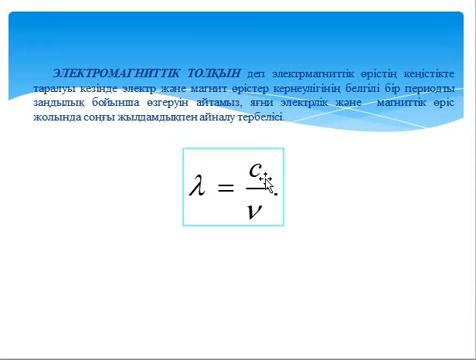 ЭЛЕКТРОМАГНИТТІК ТОЛҚЫН деп электрмагниттік өрістің кеңістікте
таралуы кезінде электр және магнит өрістер кернеулігінің белгілі бір периодты
заңдылық бойынша өзгеруін айтамыз, яғни электрлік және магниттік өріс
жолында соңғы жылдамдықпен айналу тербелісі.
λ = c/ν.